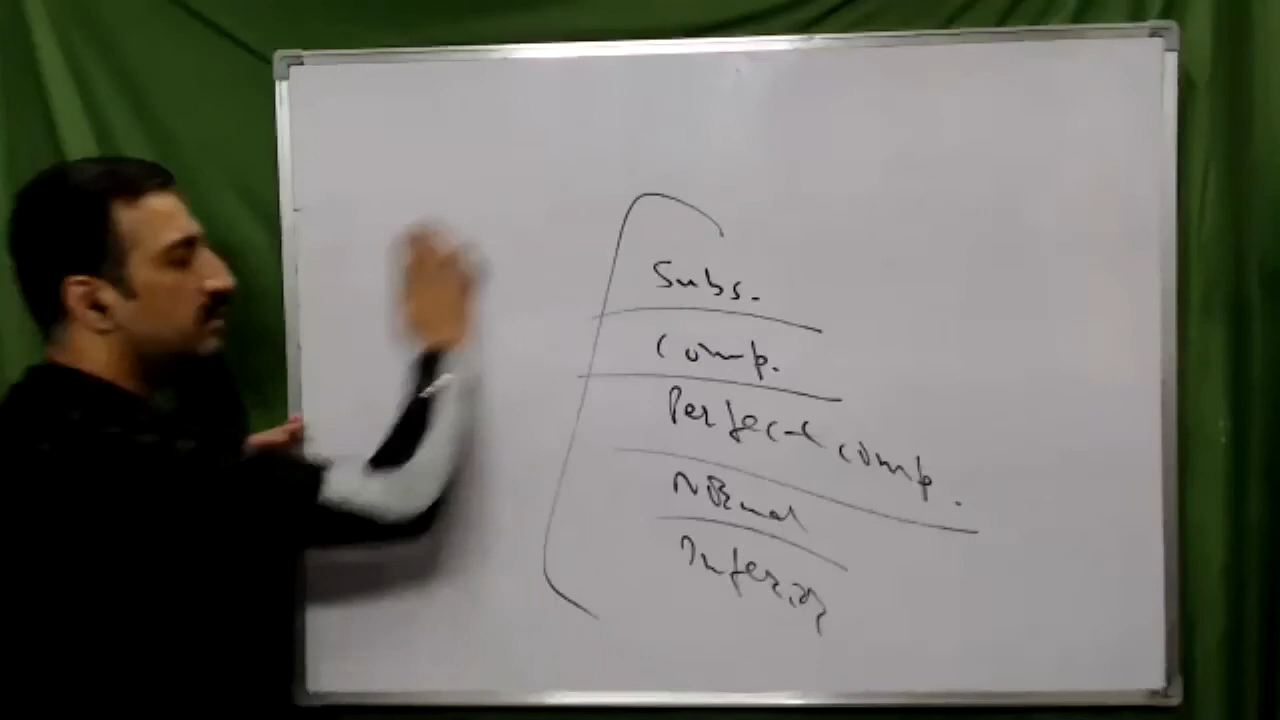 Subs.
Comp.
Perfect comp.
Normal
Inferior